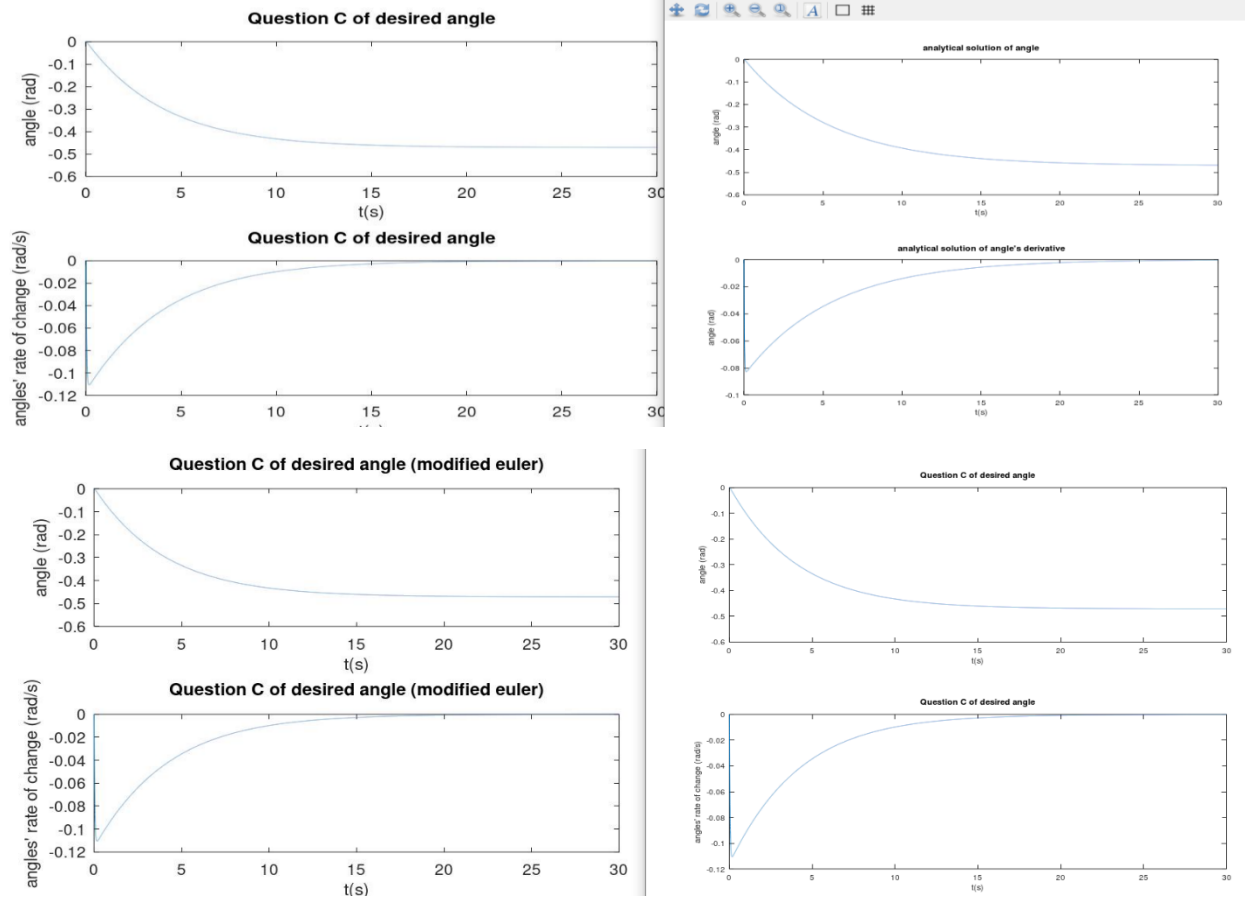 Question C of desired angle
0
-0.1
-0.2
-0.3
-0.4
-0.5
-0.6
angle (rad)
0 5 10 15 20 25 30
t(s)
Question C of desired angle
0
-0.02
-0.04
-0.06
-0.08
-0.1
-0.12
angles' rate of change (rad/s)
0 5 10 15 20 25 30
A
analytical solution of angle
0
-0.1
-0.2
-0.3
-0.4
-0.5
-0.6
angle (rad)
0 5 10 15 20 25 30
t(s)
analytical solution of angle's derivative
0
-0.02
-0.04
-0.06
-0.08
-0.1
angle (rad)
0 5 10 15 20 25 30
t(s)
Question C of desired angle (modified euler)
0
-0.1
-0.2
-0.3
-0.4
-0.5
-0.6
angle (rad)
0 5 10 15 20 25 30
t(s)
Question C of desired angle (modified euler)
0
-0.02
-0.04
-0.06
-0.08
-0.1
-0.12
angles' rate of change (rad/s)
0 5 10 15 20 25 30
t(s)
Question C of desired angle
0
-0.1
-0.2
-0.3
-0.4
-0.5
-0.6
angle (rad)
0 5 10 15 20 25 30
t(s)
Question C of desired angle
0
-0.02
-0.04
-0.06
-0.08
-0.1
-0.12
angles' rate of change (rad/s)
0 5 10 15 20 25 30
t(s)